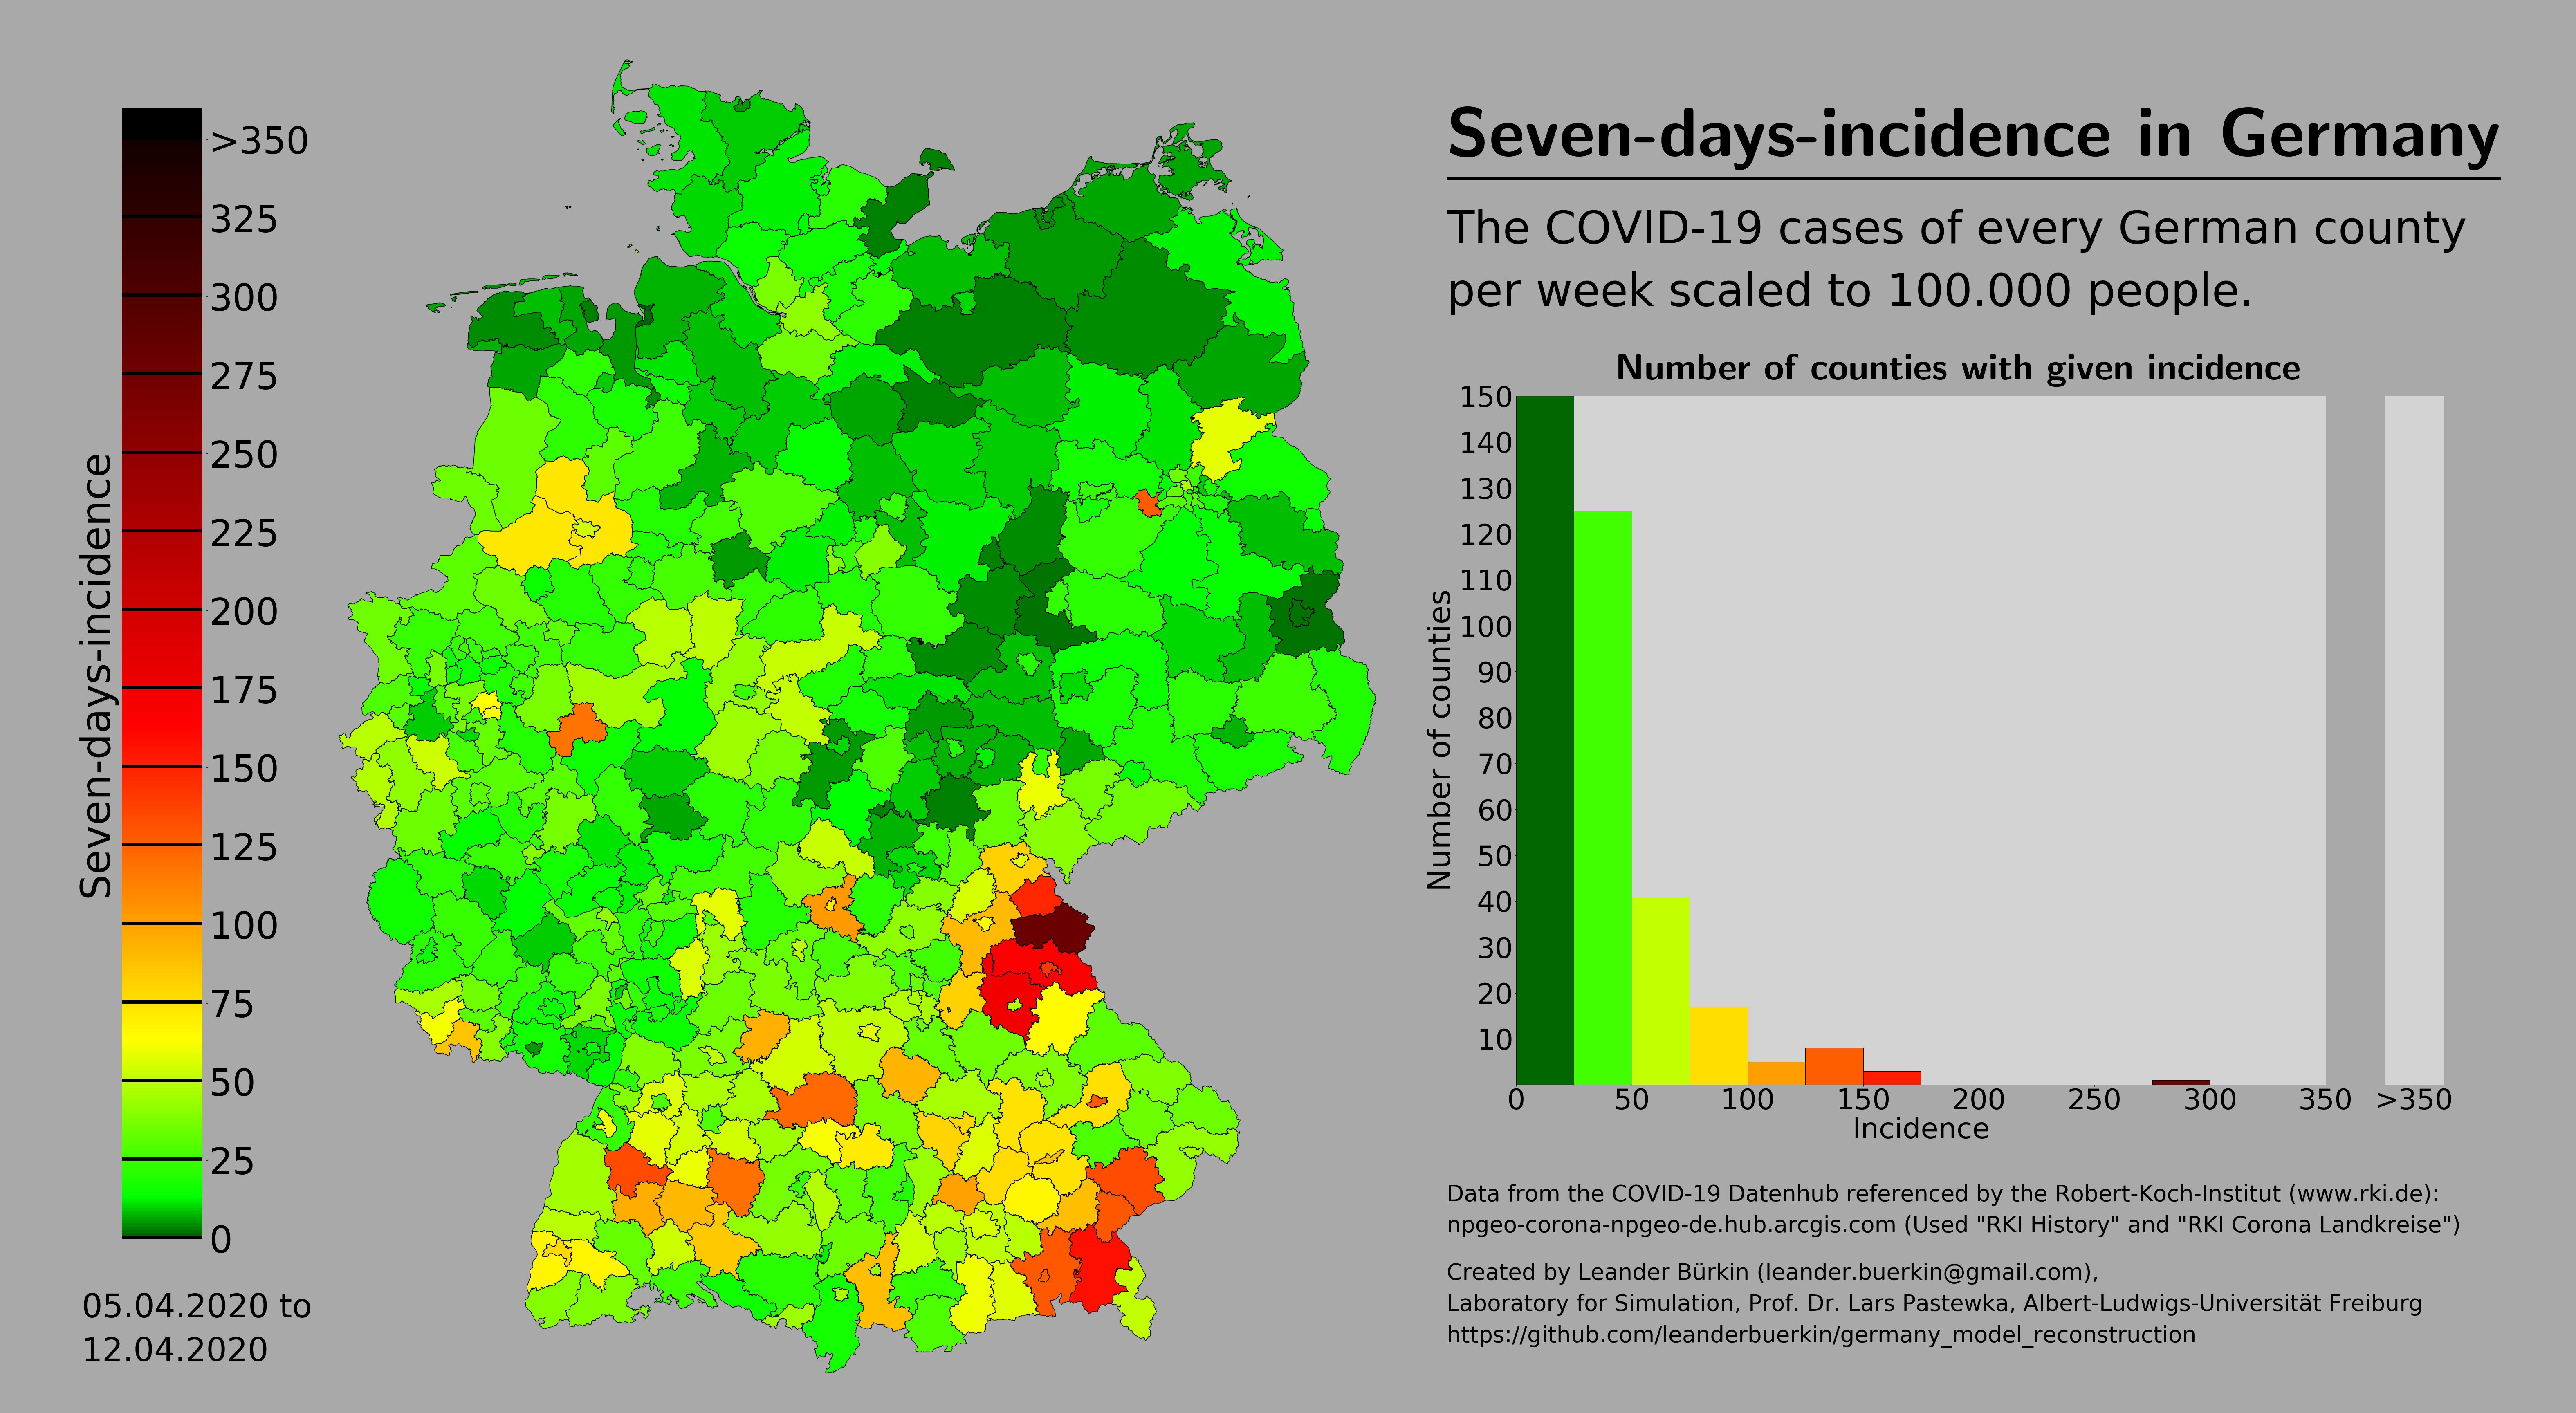 Seven-days-incidence in Germany
The COVID-19 cases of every German county
per week scaled to 100.000 people.
Seven-days-incidence
>350
325
300
275
250
225
200
175
150
125
100
75
50
25
0
05.04.2020 to
12.04.2020
Number of counties with given incidence
Number of counties
150
140
130
120
110
100
90
80
70
60
50
40
30
20
10
0 50 100 150 200 250 300 350 >350
Incidence
Data from the COVID-19 Datenhub referenced by the Robert-Koch-Institut (www.rki.de):
npgeo-corona-npgeo-de.hub.arcgis.com (Used "RKI History" and "RKI Corona Landkreise")
Created by Leander Bürkin (leander.buerkin@gmail.com),
Laboratory for Simulation, Prof. Dr. Lars Pastewka, Albert-Ludwigs-Universität Freiburg
https://github.com/leanderbuerkin/germany_model_reconstruction